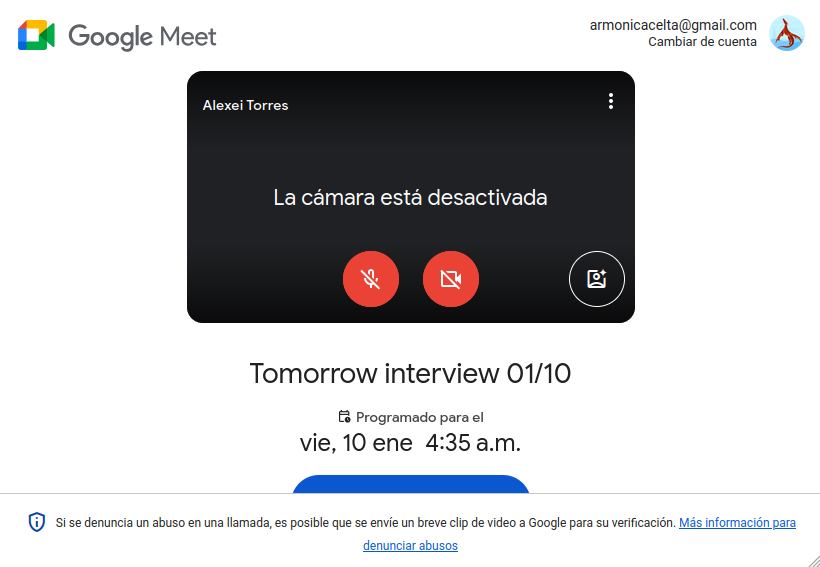 Google Meet
armonicacelta@gmail.com
Cambiar de cuenta
Alexei Torres
La cámara está desactivada
Tomorrow interview 01/10
Programado para el
vie, 10 ene 4:35 a.m.
Si se denuncia un abuso en una llamada, es posible que se envíe un breve clip de video a Google para su verificación. Más información para
denunciar abusos